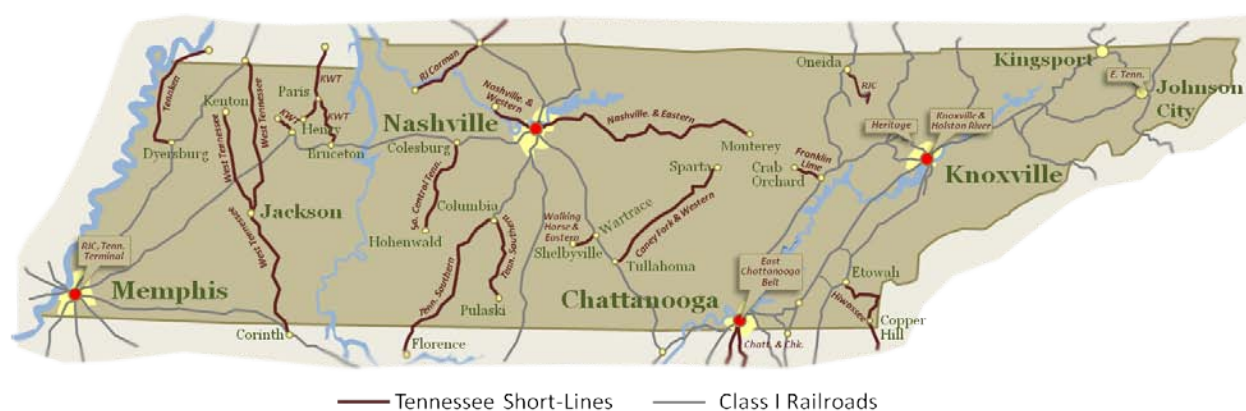 Tennken
Kenton
West Tennessee
West Tennessee
West Tennessee
Dyersburg
Jackson
RJC, Tenn.
Terminal
Memphis
Corinth
KWT
Paris
KWT
KWT
Henry
Bruceton
RJ Corman
Nashville. &
Western
Nashville
Colesburg
Nashville. & Eastern
Monterey
So. Central Tenn.
Hohenwald
Columbia
Tenn. Southern
Tenn. Southern
Pulaski
Florence
Walking
Horse &
Eastern
Shelbyville
Wartrace
Caney Fork & Western
Sparta
Tullahoma
Crab
Orchard
Franklin
Lime
Oneida
RJC
Heritage
Knoxville &
Holston River
Knoxville
Kingsport
E. Tenn.
Johnson
City
East
Chattanooga
Belt
Chattanooga
Chatt. & Chk.
Etowah
Hiwassee
Copper
Hill
Tennessee Short-Lines
Class I Railroads